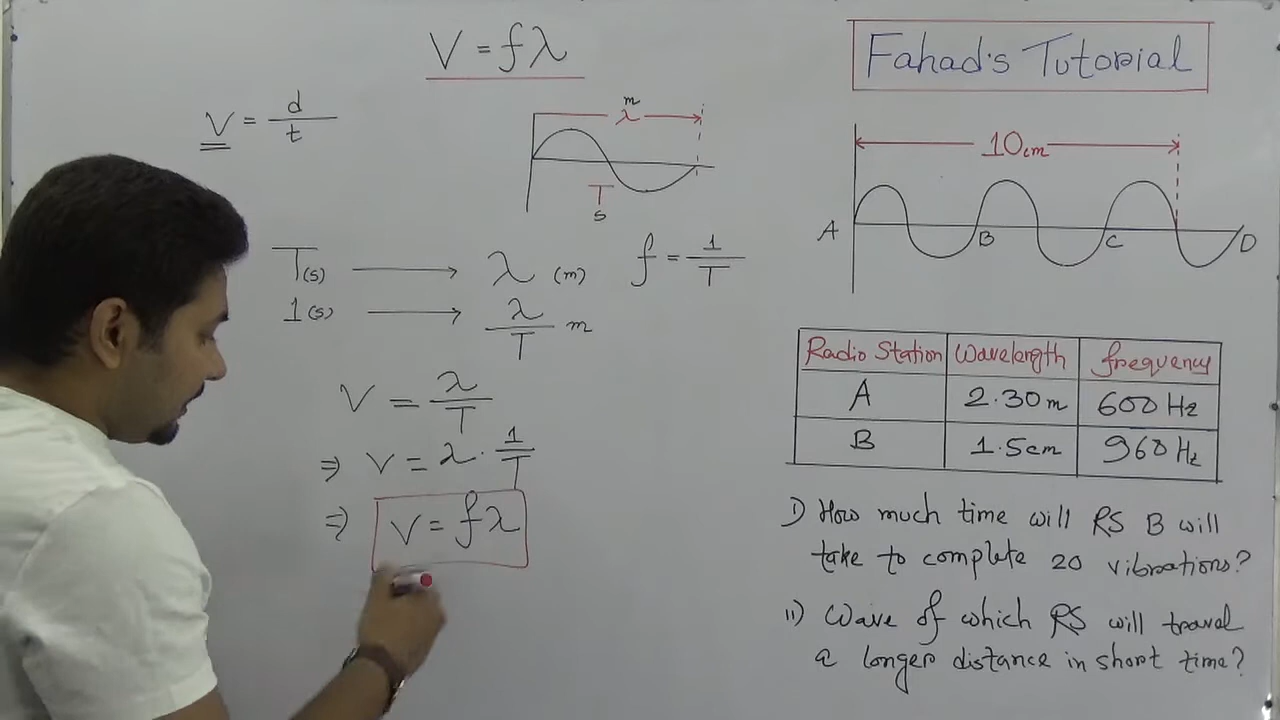 V = fλ
Fahad's Tutorial
V = d/t
λ m
T s
10cm
A B C D
T(s) → λ (m)
f = 1/T
1(s) → λ/T m
V = λ/T
⇒ V = λ · 1/T
⇒ V = fλ
Radio Station Wavelength frequency
A 2.30m 600 Hz
B 1.5cm 960 Hz
I) How much time will RS B will
take to complete 20 vibrations?
II) Wave of which RS will travel
a longer distance in short time?